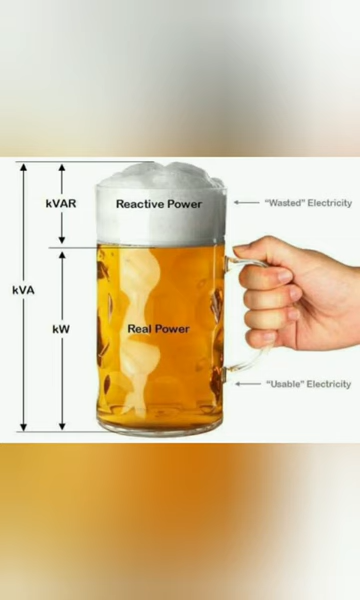 kVAR
Reactive Power
"Wasted" Electricity
kVA
kW
Real Power
"Usable" Electricity